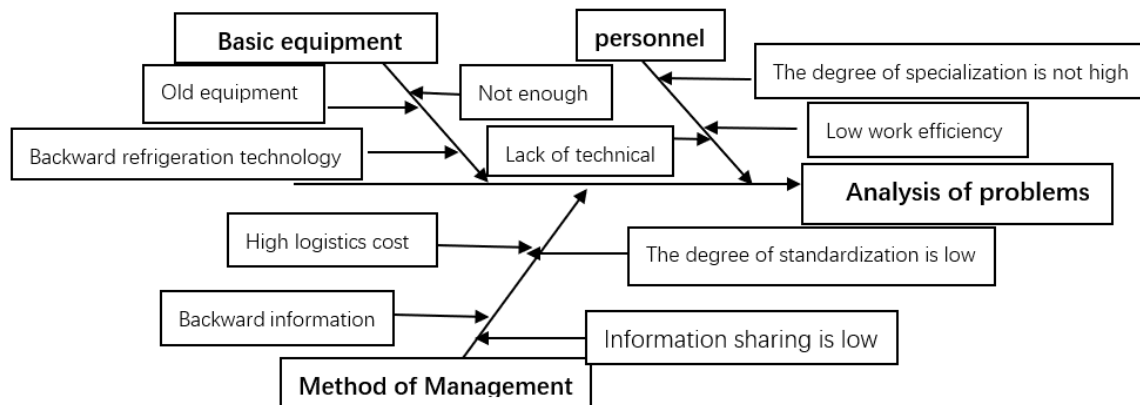 Basic equipment
personnel
Old equipment
Not enough
The degree of specialization is not high
Backward refrigeration technology
Lack of technical
Low work efficiency
Analysis of problems
High logistics cost
The degree of standardization is low
Backward information
Information sharing is low
Method of Management